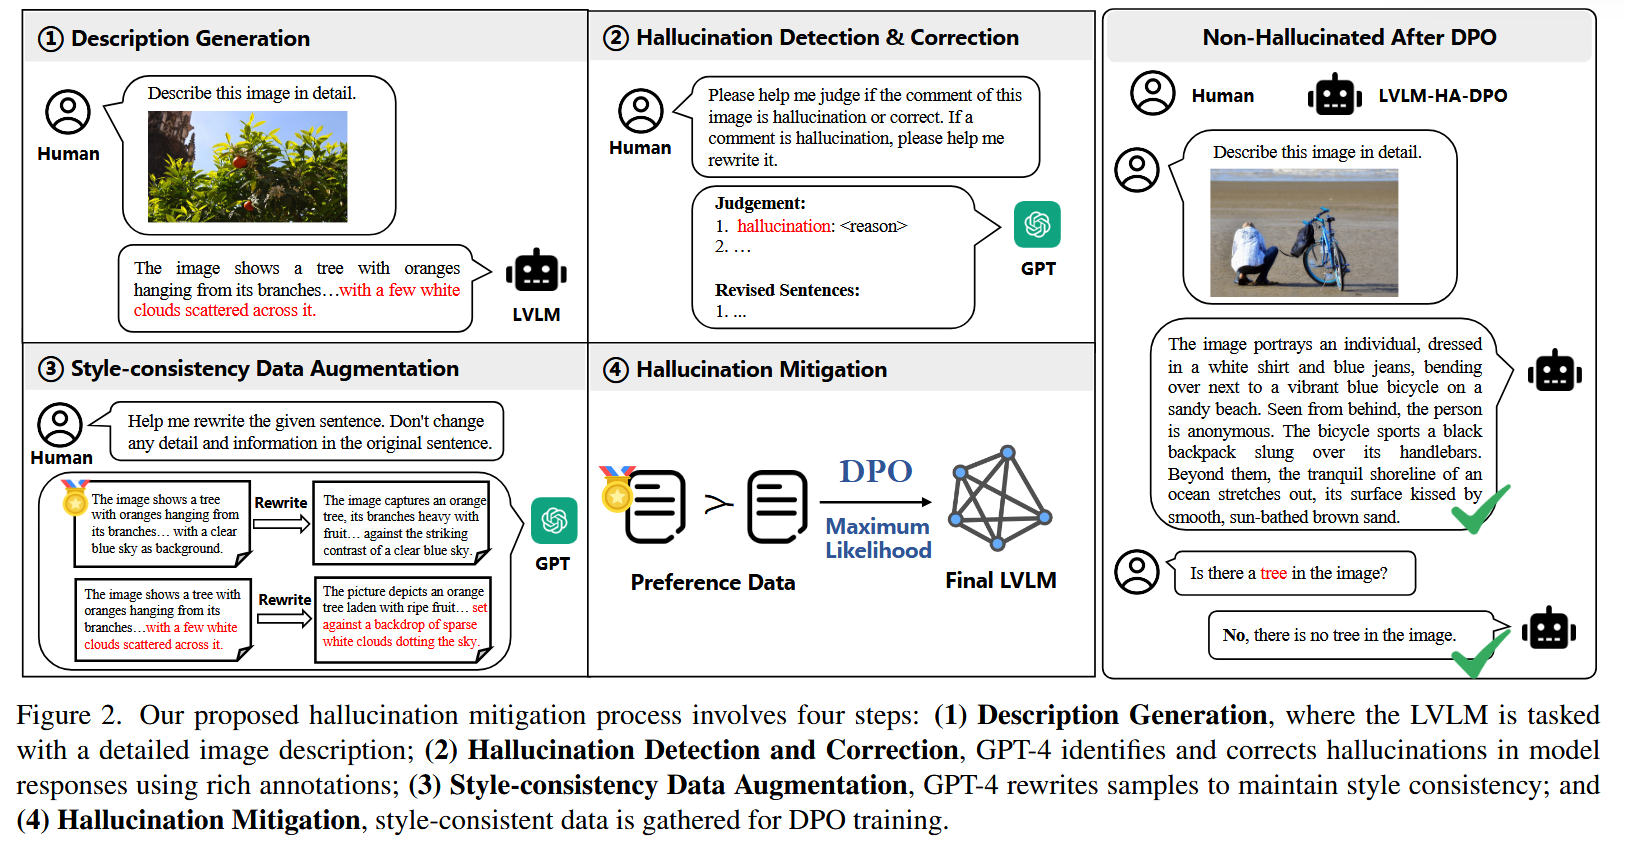 ① Description Generation
Human
Describe this image in detail.
The image shows a tree with oranges
hanging from its branches…with a few white
clouds scattered across it.
LVLM
② Hallucination Detection & Correction
Human
Please help me judge if the comment of this
image is hallucination or correct. If a
comment is hallucination, please help me
rewrite it.
Judgement:
1. hallucination: <reason>
2. …
Revised Sentences:
1. ...
GPT
③ Style-consistency Data Augmentation
Human
Help me rewrite the given sentence. Don't change
any detail and information in the original sentence.
The image shows a tree
with oranges hanging from
its branches… with a clear
blue sky as background.
Rewrite
The image captures an orange
tree, its branches heavy with
fruit… against the striking
contrast of a clear blue sky.
The image shows a tree with
oranges hanging from its
branches…with a few white
clouds scattered across it.
Rewrite
The picture depicts an orange
tree laden with ripe fruit… set
against a backdrop of sparse
white clouds dotting the sky.
GPT
④ Hallucination Mitigation
≻
DPO
Maximum
Likelihood
Preference Data
Final LVLM
Non-Hallucinated After DPO
Human
LVLM-HA-DPO
Describe this image in detail.
The image portrays an individual, dressed
in a white shirt and blue jeans, bending
over next to a vibrant blue bicycle on a
sandy beach. Seen from behind, the person
is anonymous. The bicycle sports a black
backpack slung over its handlebars.
Beyond them, the tranquil shoreline of an
ocean stretches out, its surface kissed by
smooth, sun-bathed brown sand.
Is there a tree in the image?
No, there is no tree in the image.
Figure 2. Our proposed hallucination mitigation process involves four steps: (1) Description Generation, where the LVLM is tasked
with a detailed image description; (2) Hallucination Detection and Correction, GPT-4 identifies and corrects hallucinations in model
responses using rich annotations; (3) Style-consistency Data Augmentation, GPT-4 rewrites samples to maintain style consistency; and
(4) Hallucination Mitigation, style-consistent data is gathered for DPO training.